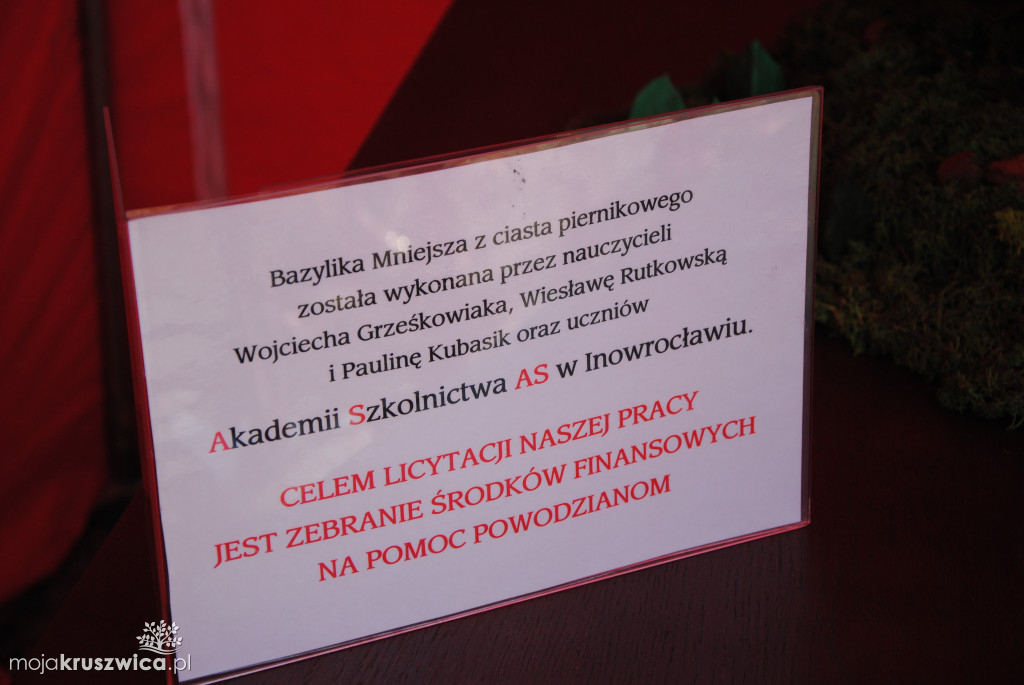 Bazylika Mniejsza z ciasta piernikowego
została wykonana przez nauczycieli
Wojciecha Grześkowiaka, Wiesławę Rutkowską
i Paulinę Kubasik oraz uczniów
Akademii Szkolnictwa AS w Inowrocławiu.
CELEM LICYTACJI NASZEJ PRACY
JEST ZEBRANIE ŚRODKÓW FINANSOWYCH
NA POMOC POWODZIANOM
mojakruszwica.pl